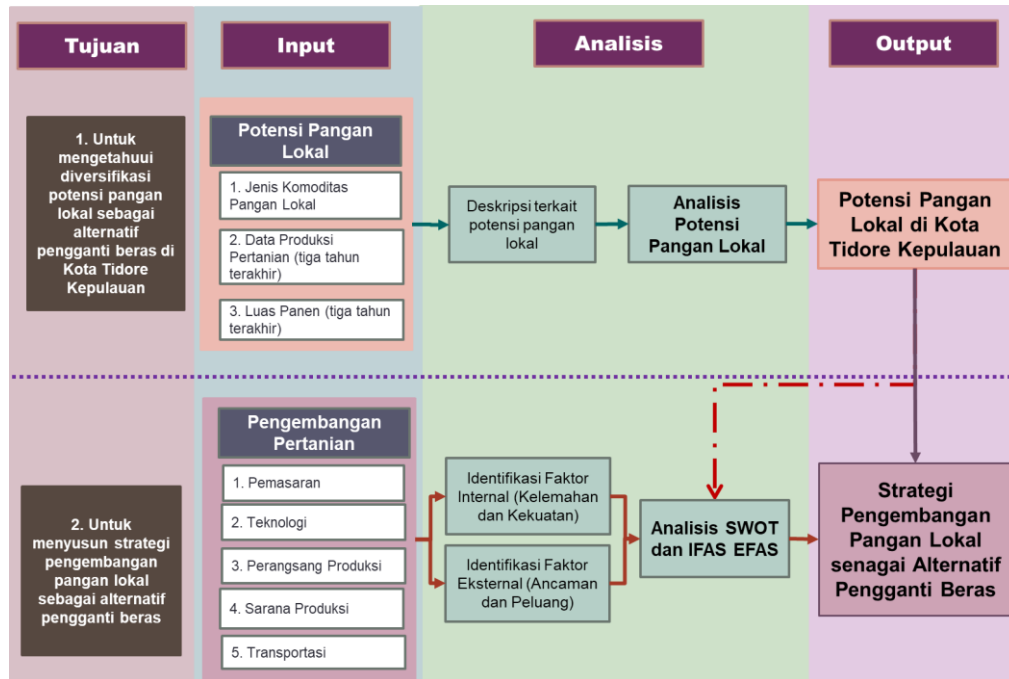 Tujuan
Input
Analisis
Output
1. Untuk
mengetahuui
diversifikasi
potensi pangan
lokal sebagai
alternatif
pengganti beras di
Kota Tidore
Kepulauan
Potensi Pangan
Lokal
1. Jenis Komoditas
Pangan Lokal
2. Data Produksi
Pertanian (tiga tahun
terakhir)
3. Luas Panen (tiga tahun
terakhir)
Deskripsi terkait
potensi pangan
lokal
Analisis
Potensi
Pangan Lokal
Potensi Pangan
Lokal di Kota
Tidore Kepulauan
2. Untuk
menyusun strategi
pengembangan
pangan lokal
sebagai alternatif
pengganti beras
Pengembangan
Pertanian
1. Pemasaran
2. Teknologi
3. Perangsang Produksi
4. Sarana Produksi
5. Transportasi
Identifikasi Faktor
Internal (Kelemahan
dan Kekuatan)
Identifikasi Faktor
Eksternal (Ancaman
dan Peluang)
Analisis SWOT
dan IFAS EFAS
Strategi
Pengembangan
Pangan Lokal
senagai Alternatif
Pengganti Beras